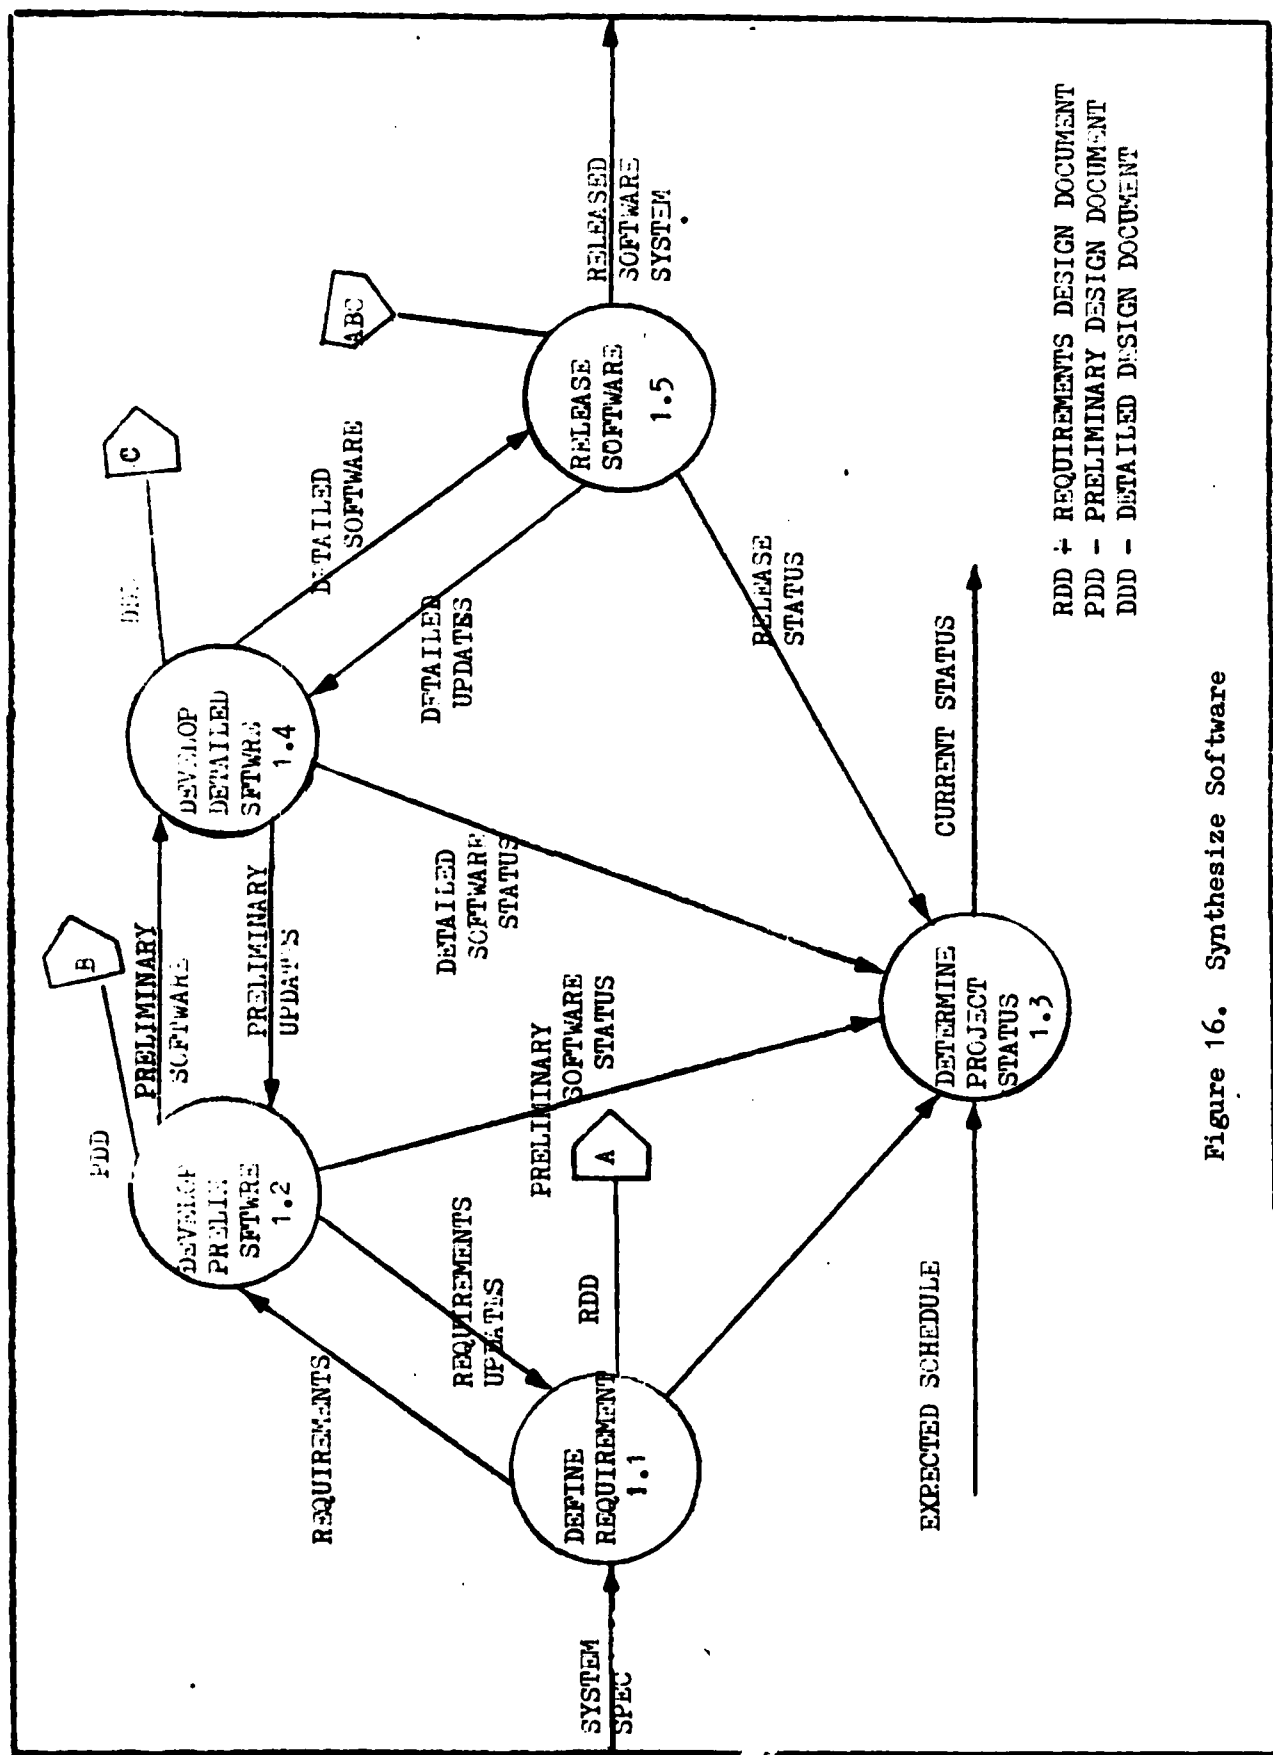 SYSTEM
SPEC
DEFINE
REQUIREMENT
1.1
REQUIREMENTS
REQUIREMENTS
UPDATES
RDD
A
DEVELOP
PRELIM
SFTWRE
1.2
PDD
B
PRELIMINARY
SOFTWARE
PRELIMINARY
UPDATES
PRELIMINARY
SOFTWARE
STATUS
DEVELOP
DETAILED
SFTWRE
1.4
C
DETAILED
SOFTWARE
DETAILED
UPDATES
DETAILED
SOFTWARE
STATUS
RELEASE
SOFTWARE
1.5
ABC
RELEASED
SOFTWARE
SYSTEM
RELEASE
STATUS
EXPECTED SCHEDULE
DETERMINE
PROJECT
STATUS
1.3
CURRENT STATUS
RDD - REQUIREMENTS DESIGN DOCUMENT
PDD - PRELIMINARY DESIGN DOCUMENT
DDD - DETAILED DESIGN DOCUMENT
Figure 16. Synthesize Software